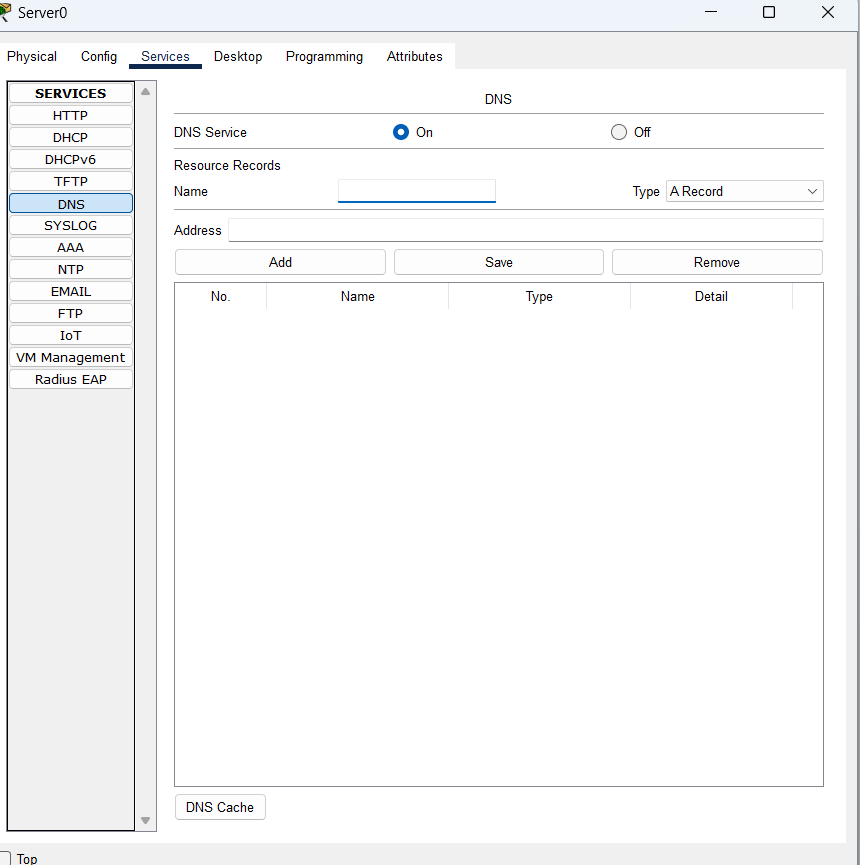 Server0
Physical Config Services Desktop Programming Attributes
SERVICES
HTTP
DHCP
DHCPv6
TFTP
DNS
SYSLOG
AAA
NTP
EMAIL
FTP
IoT
VM Management
Radius EAP
DNS
DNS Service On Off
Resource Records
Name Type A Record
Address
Add Save Remove
No. Name Type Detail
DNS Cache
Top